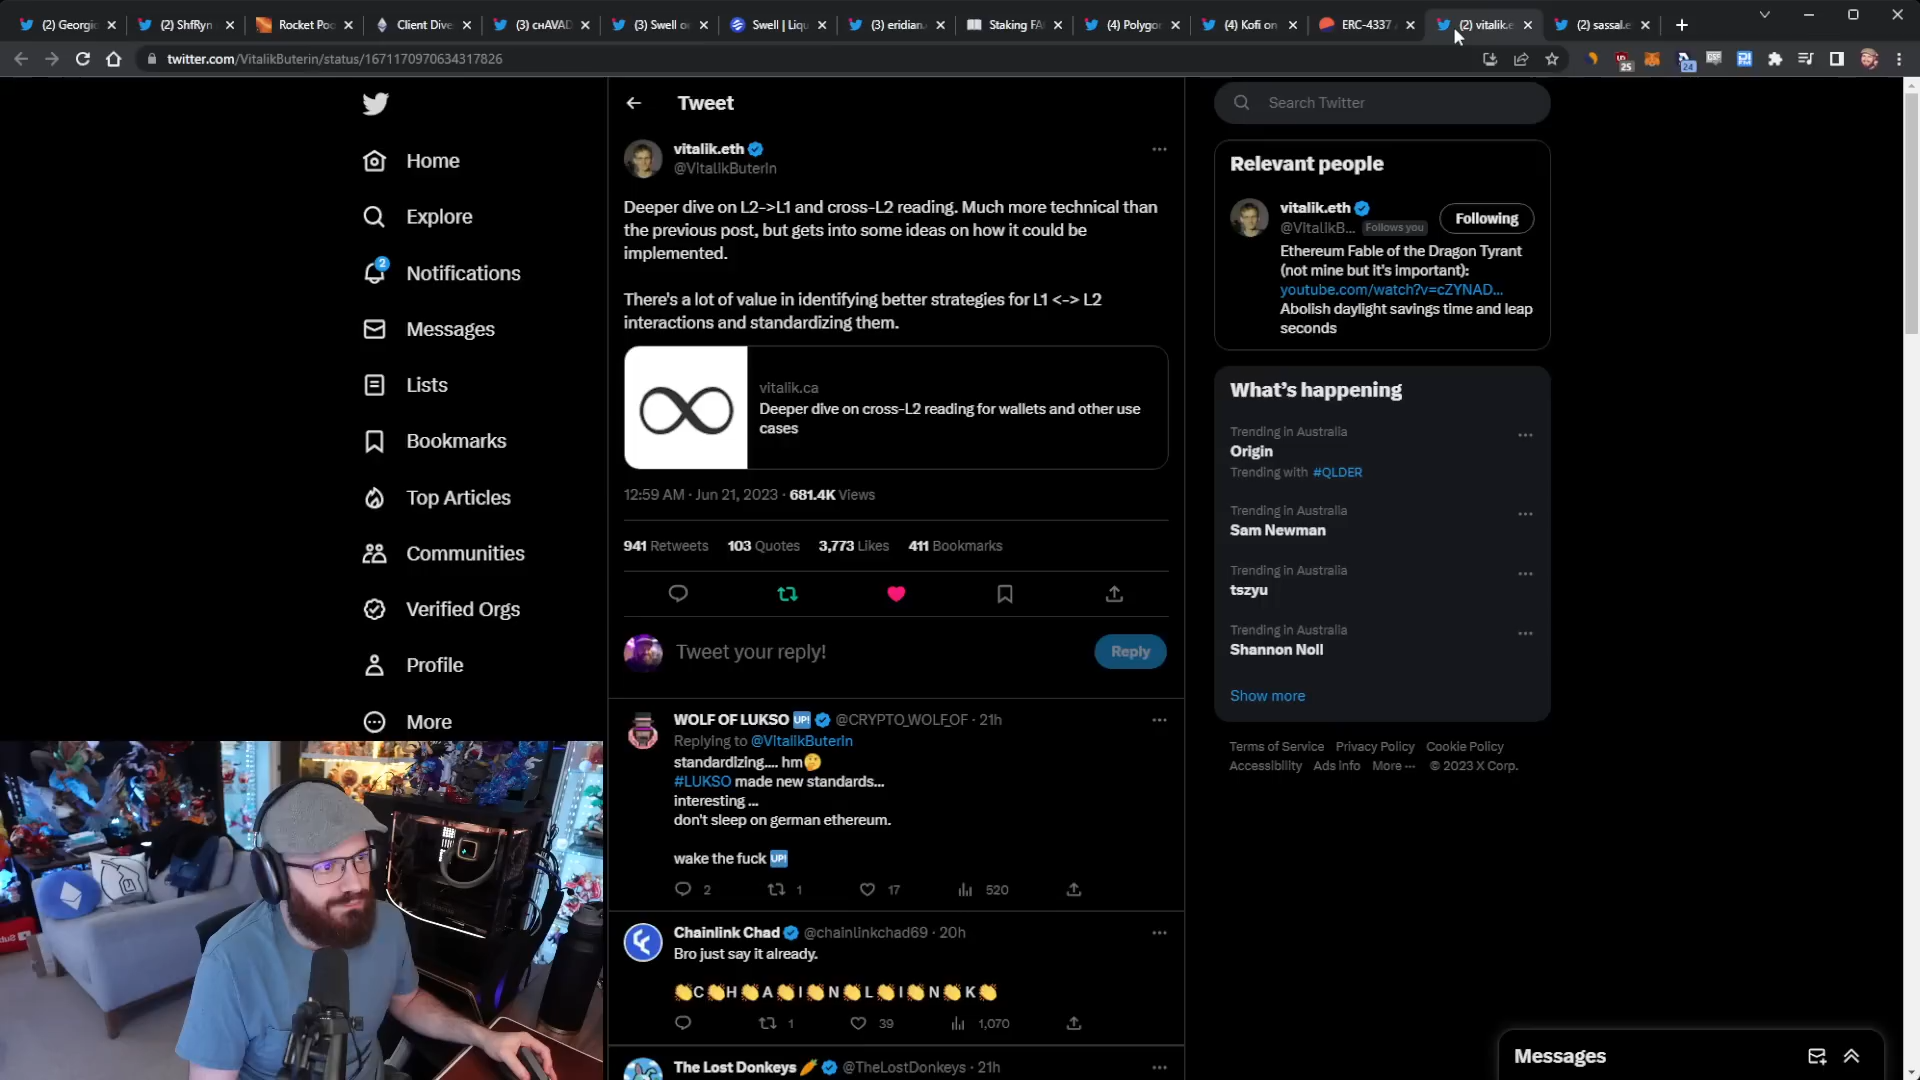 (2) Georgi
(2) ShfRyn
Rocket Poo
Client Dive
(3) cHAVAD
(3) Swell o
Swell | Liqu
(3) eridian.
Staking FA
(4) Polygo
(4) Kofi on
ERC-4337
(2) vitalik.e
(2) sassal.e
twitter.com/VitalikButerin/status/1671170970634317826
25
24
Home
Explore
2
Notifications
Messages
Lists
Bookmarks
Top Articles
Communities
Verified Orgs
Profile
More
Tweet
vitalik.eth
@VitalikButerin
Deeper dive on L2->L1 and cross-L2 reading. Much more technical than
the previous post, but gets into some ideas on how it could be
implemented.
There's a lot of value in identifying better strategies for L1 <-> L2
interactions and standardizing them.
vitalik.ca
Deeper dive on cross-L2 reading for wallets and other use
cases
12:59 AM · Jun 21, 2023 · 681.4K Views
941 Retweets 103 Quotes 3,773 Likes 411 Bookmarks
Tweet your reply!
Reply
WOLF OF LUKSO UP! @CRYPTO_WOLF_OF · 21h
Replying to @VitalikButerin
standardizing.... hm🤔
#LUKSO made new standards...
interesting ...
don't sleep on german ethereum.
wake the fuck UP!
2 1 17 520
Chainlink Chad @chainlinkchad69 · 20h
Bro just say it already.
👏C👏H👏A👏I👏N👏L👏I👏N👏K👏
1 39 1,070
The Lost Donkeys 🥕 @TheLostDonkeys · 21h
Search Twitter
Relevant people
vitalik.eth
@VitalikB... Follows you
Following
Ethereum Fable of the Dragon Tyrant
(not mine but it's important):
youtube.com/watch?v=cZYNAD...
Abolish daylight savings time and leap
seconds
What's happening
Trending in Australia
Origin
Trending with #QLDER
Trending in Australia
Sam Newman
Trending in Australia
tszyu
Trending in Australia
Shannon Noll
Show more
Terms of Service Privacy Policy Cookie Policy
Accessibility Ads info More ··· © 2023 X Corp.
Messages